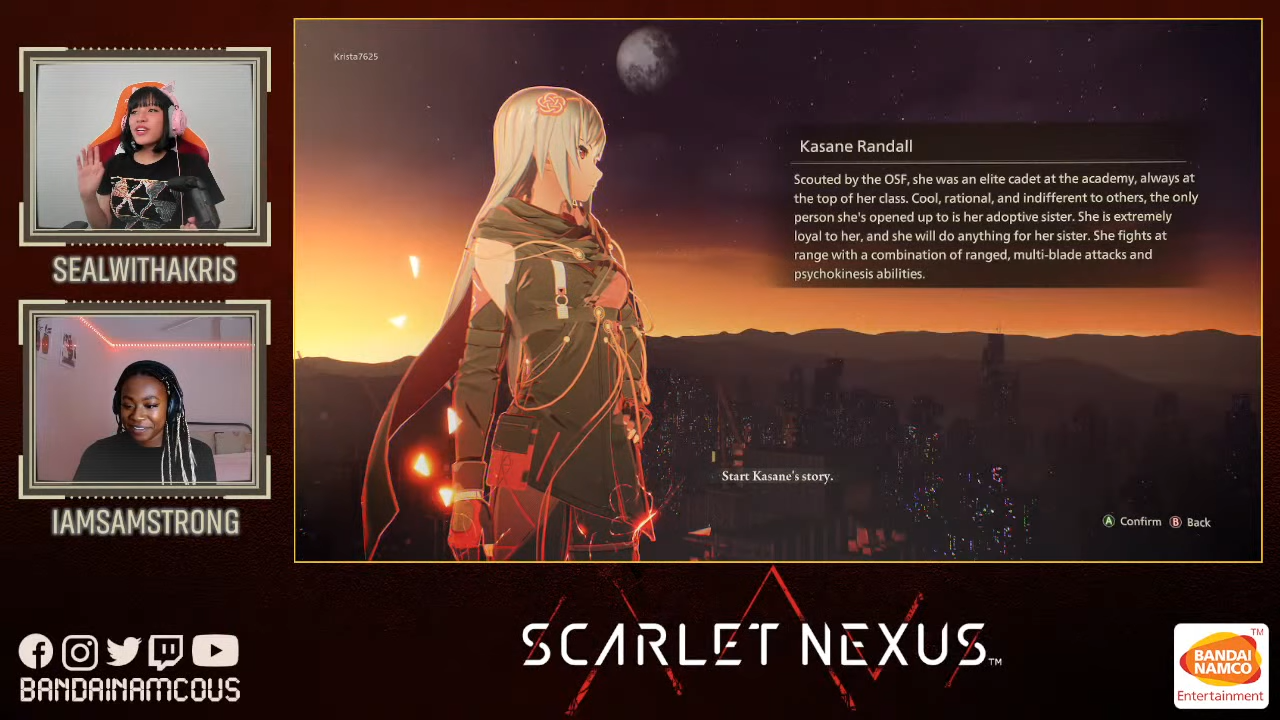 Krista7625
SEALWITHAKRIS
IAMSAMSTRONG
Kasane Randall
Scouted by the OSF, she was an elite cadet at the academy, always at
the top of her class. Cool, rational, and indifferent to others, the only
person she's opened up to is her adoptive sister. She is extremely
loyal to her, and she will do anything for her sister. She fights at
range with a combination of ranged, multi-blade attacks and
psychokinesis abilities.
Start Kasane's story.
A Confirm B Back
BANDAINAMCOUS
SCARLET NEXUS™
BANDAI
NAMCO
Entertainment
TM